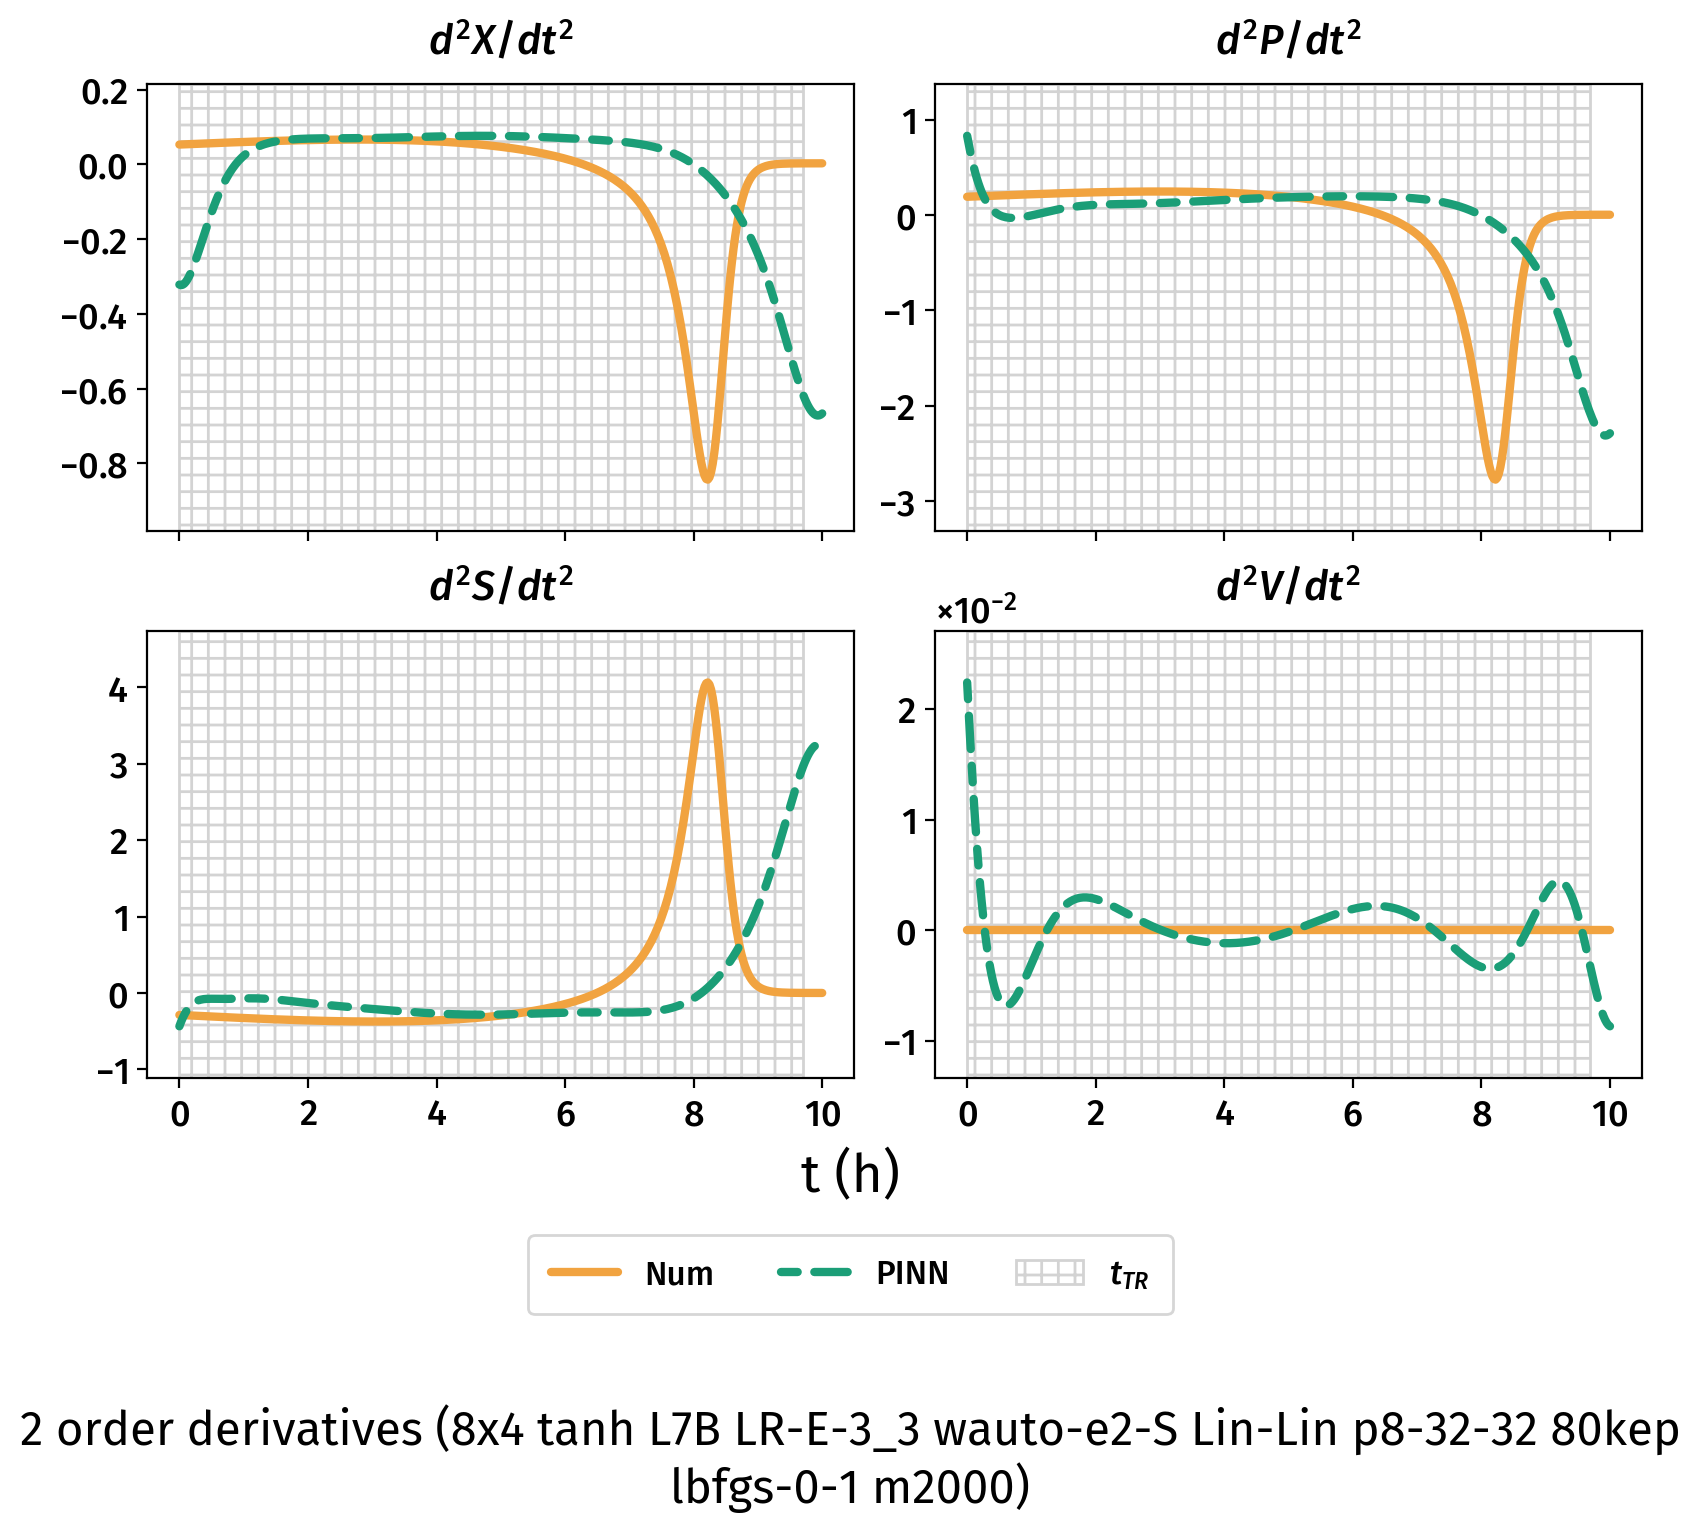 d²X/dt²
d²P/dt²
0.2
0.0
−0.2
−0.4
−0.6
−0.8
1
0
−1
−2
−3
d²S/dt²
d²V/dt²
×10⁻²
4
3
2
1
0
−1
2
1
0
−1
0 2 4 6 8 10
0 2 4 6 8 10
t (h)
Num PINN t_TR
2 order derivatives (8x4 tanh L7B LR-E-3_3 wauto-e2-S Lin-Lin p8-32-32 80kep
lbfgs-0-1 m2000)